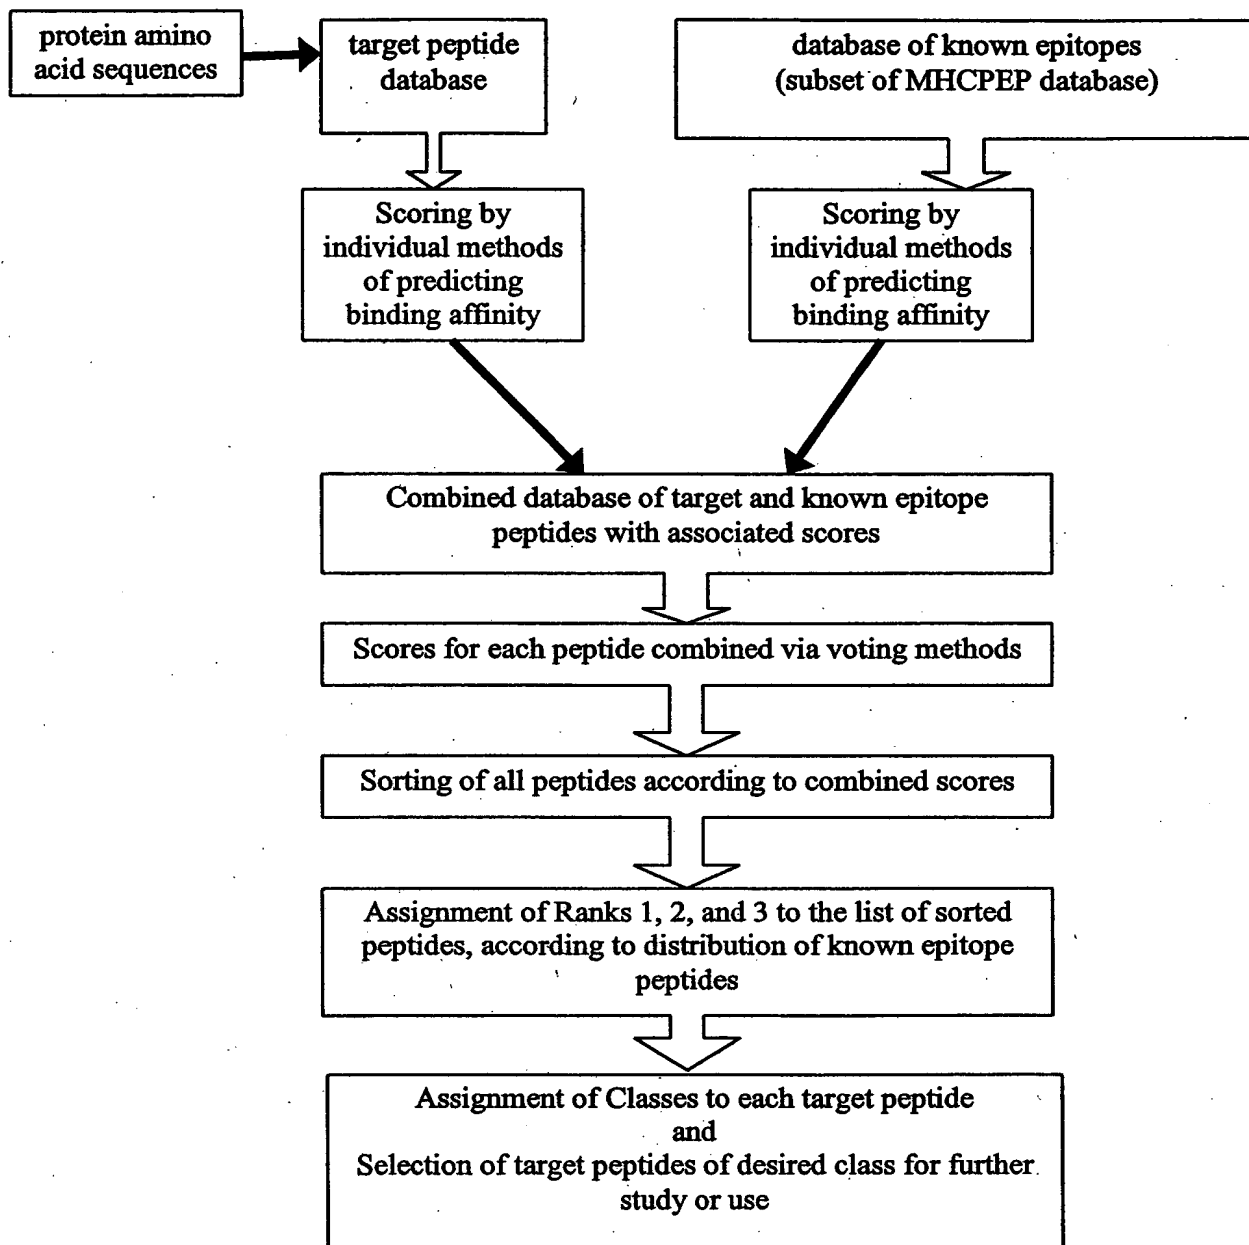 protein amino
acid sequences
target peptide
database
database of known epitopes
(subset of MHCPEP database)
Scoring by
individual methods
of predicting
binding affinity
Scoring by
individual methods
of predicting
binding affinity
Combined database of target and known epitope
peptides with associated scores
Scores for each peptide combined via voting methods
Sorting of all peptides according to combined scores
Assignment of Ranks 1, 2, and 3 to the list of sorted
peptides, according to distribution of known epitope
peptides
Assignment of Classes to each target peptide
and
Selection of target peptides of desired class for further
study or use